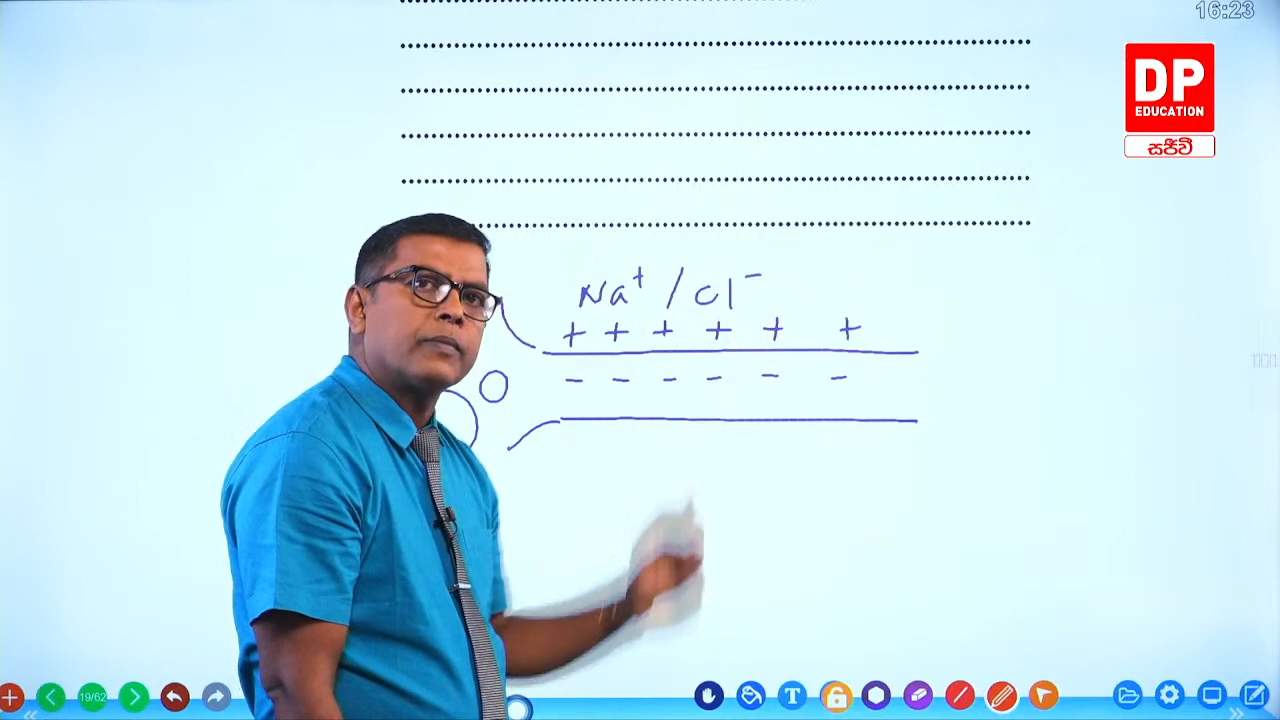 16:23
DP
EDUCATION
සජීවී
Na⁺ / Cl⁻
+ + + + + +
- - - - - -
19/62
T